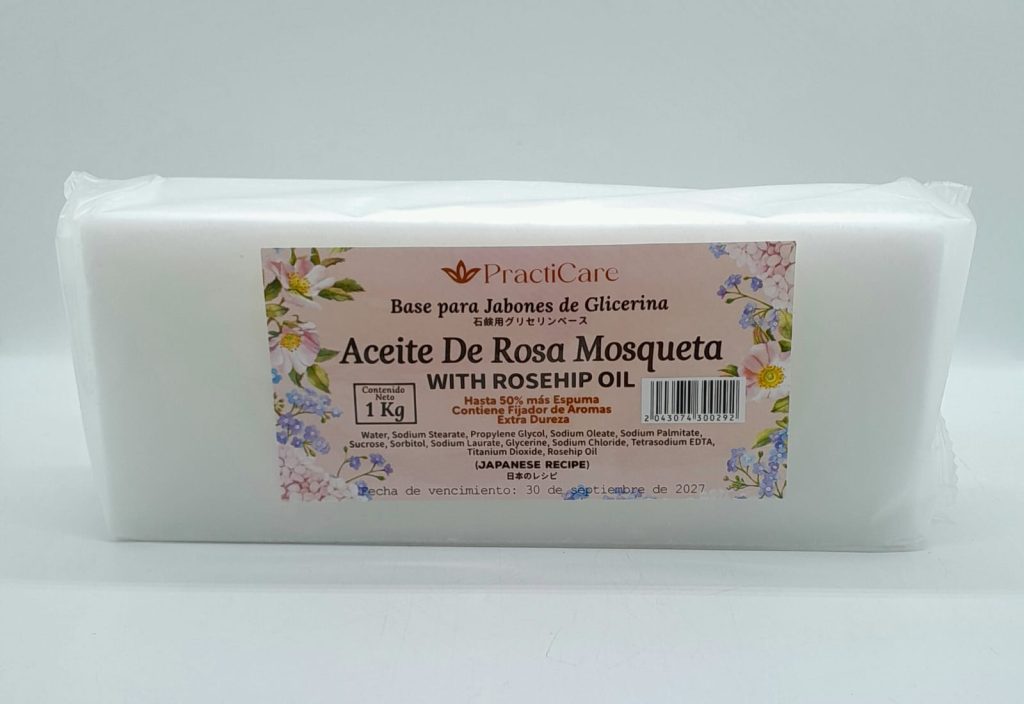 PractiCare
Base para Jabones de Glicerina
石鹸用グリセリンベース
Aceite De Rosa Mosqueta
WITH ROSEHIP OIL
Contenido
Neto
1 Kg
Hasta 50% más Espuma
Contiene Fijador de Aromas
Extra Dureza
2 043074 300292
Water, Sodium Stearate, Propylene Glycol, Sodium Oleate, Sodium Palmitate,
Sucrose, Sorbitol, Sodium Laurate, Glycerine, Sodium Chloride, Tetrasodium EDTA,
Titanium Dioxide, Rosehip Oil
(JAPANESE RECIPE)
日本のレシピ
Fecha de vencimiento: 30 de septiembre de 2027